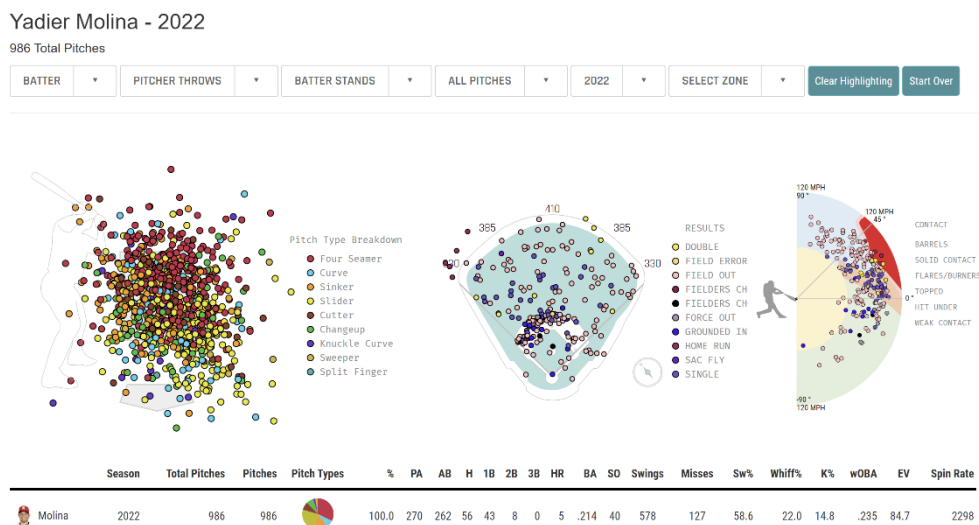 Yadier Molina - 2022
986 Total Pitches
BATTER PITCHER THROWS BATTER STANDS ALL PITCHES 2022 SELECT ZONE Clear Highlighting Start Over
Pitch Type Breakdown
Four Seamer
Curve
Sinker
Slider
Cutter
Changeup
Knuckle Curve
Sweeper
Split Finger
410
385 385
330
RESULTS
DOUBLE
FIELD ERROR
FIELD OUT
FIELDERS CH
FIELDERS CH
FORCE OUT
GROUNDED IN
HOME RUN
SAC FLY
SINGLE
120 MPH
90 °
120 MPH
45 °
0 °
-90 °
120 MPH
CONTACT
BARRELS
SOLID CONTACT
FLARES/BURNERS
TOPPED
HIT UNDER
WEAK CONTACT
Season Total Pitches Pitches Pitch Types % PA AB H 1B 2B 3B HR BA SO Swings Misses Sw% Whiff% K% wOBA EV Spin Rate
Molina 2022 986 986 100.0 270 262 56 43 8 0 5 .214 40 578 127 58.6 22.0 14.8 .235 84.7 2298